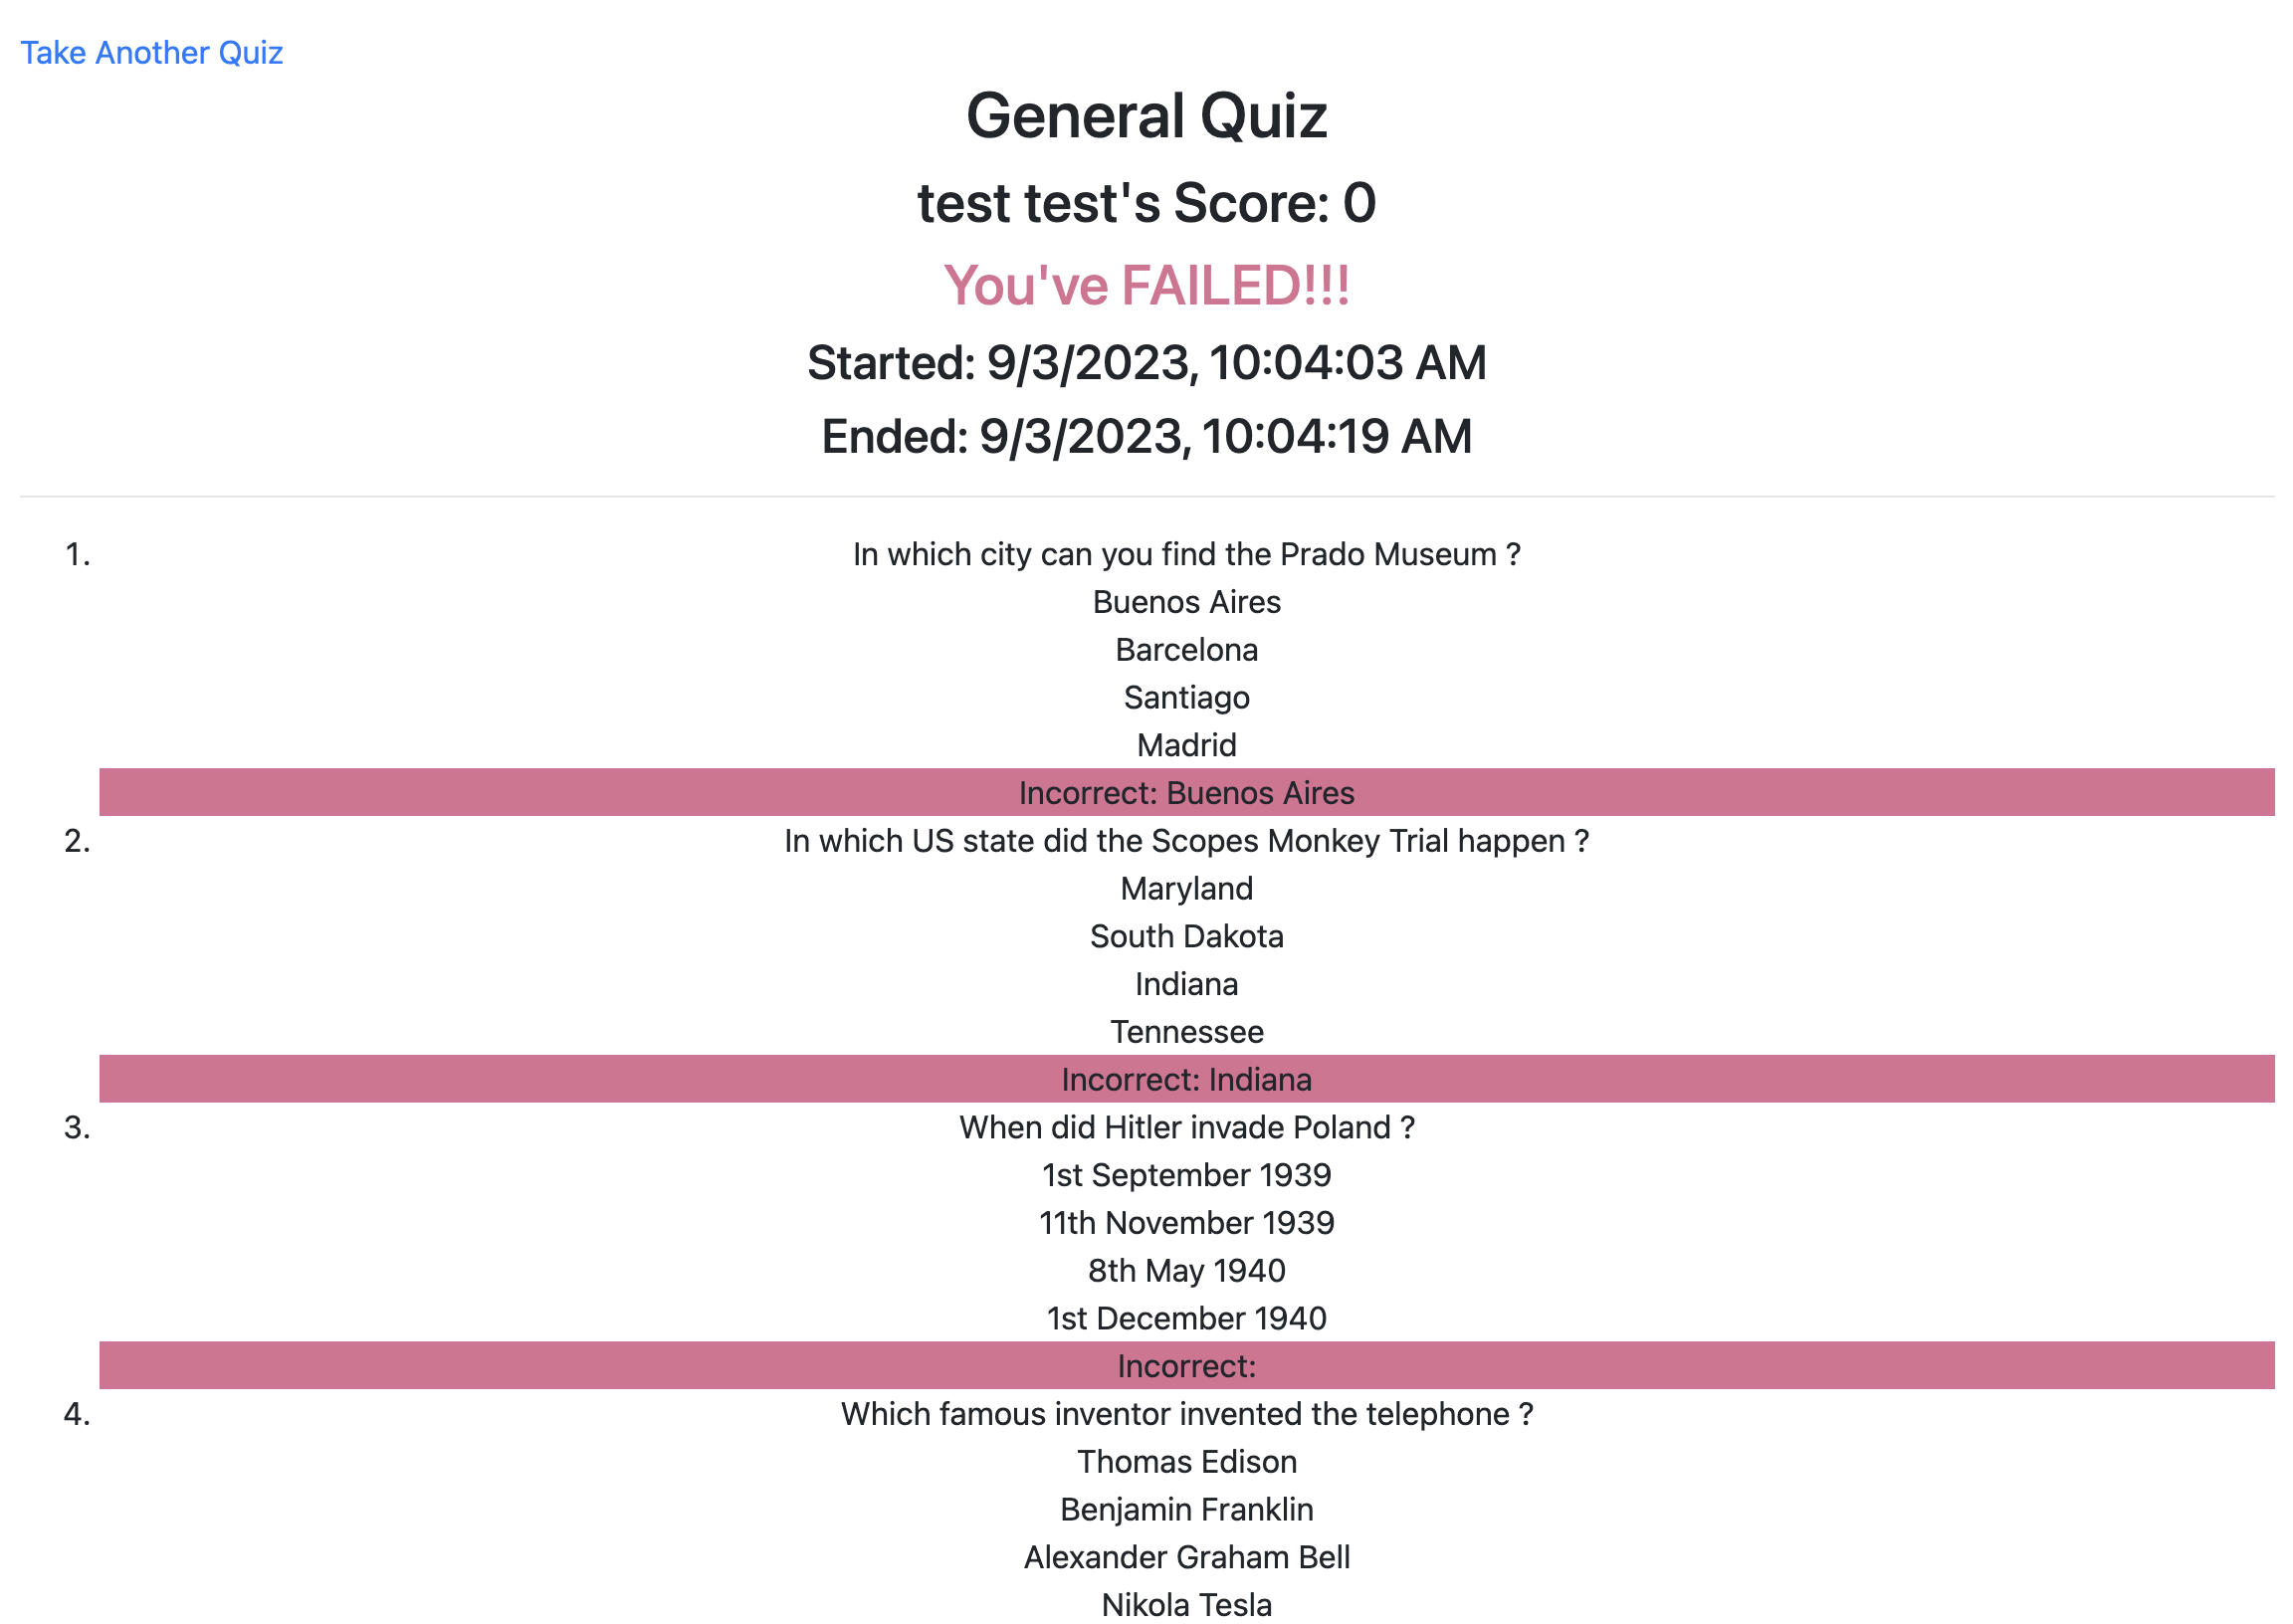 Take Another Quiz
General Quiz
test test's Score: 0
You've FAILED!!!
Started: 9/3/2023, 10:04:03 AM
Ended: 9/3/2023, 10:04:19 AM
1. In which city can you find the Prado Museum ?
Buenos Aires
Barcelona
Santiago
Madrid
Incorrect: Buenos Aires
2. In which US state did the Scopes Monkey Trial happen ?
Maryland
South Dakota
Indiana
Tennessee
Incorrect: Indiana
3. When did Hitler invade Poland ?
1st September 1939
11th November 1939
8th May 1940
1st December 1940
Incorrect:
4. Which famous inventor invented the telephone ?
Thomas Edison
Benjamin Franklin
Alexander Graham Bell
Nikola Tesla